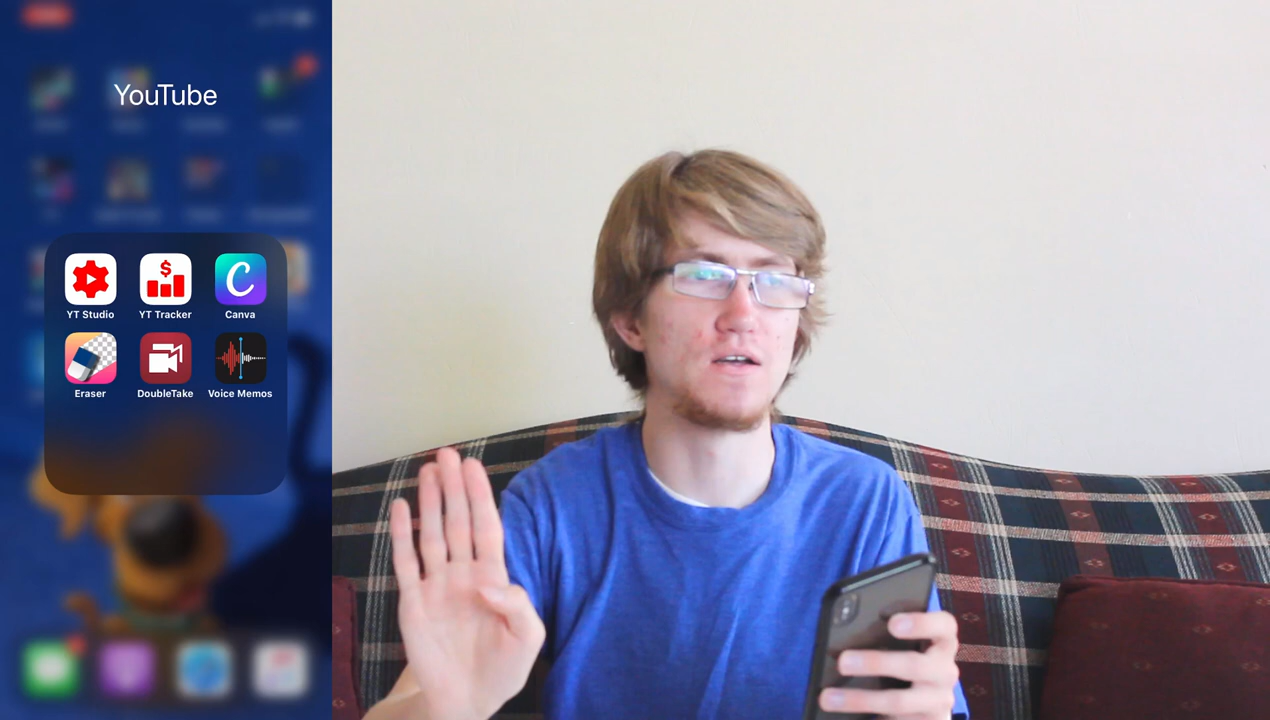 YouTube
YT Studio YT Tracker Canva
Eraser DoubleTake Voice Memos